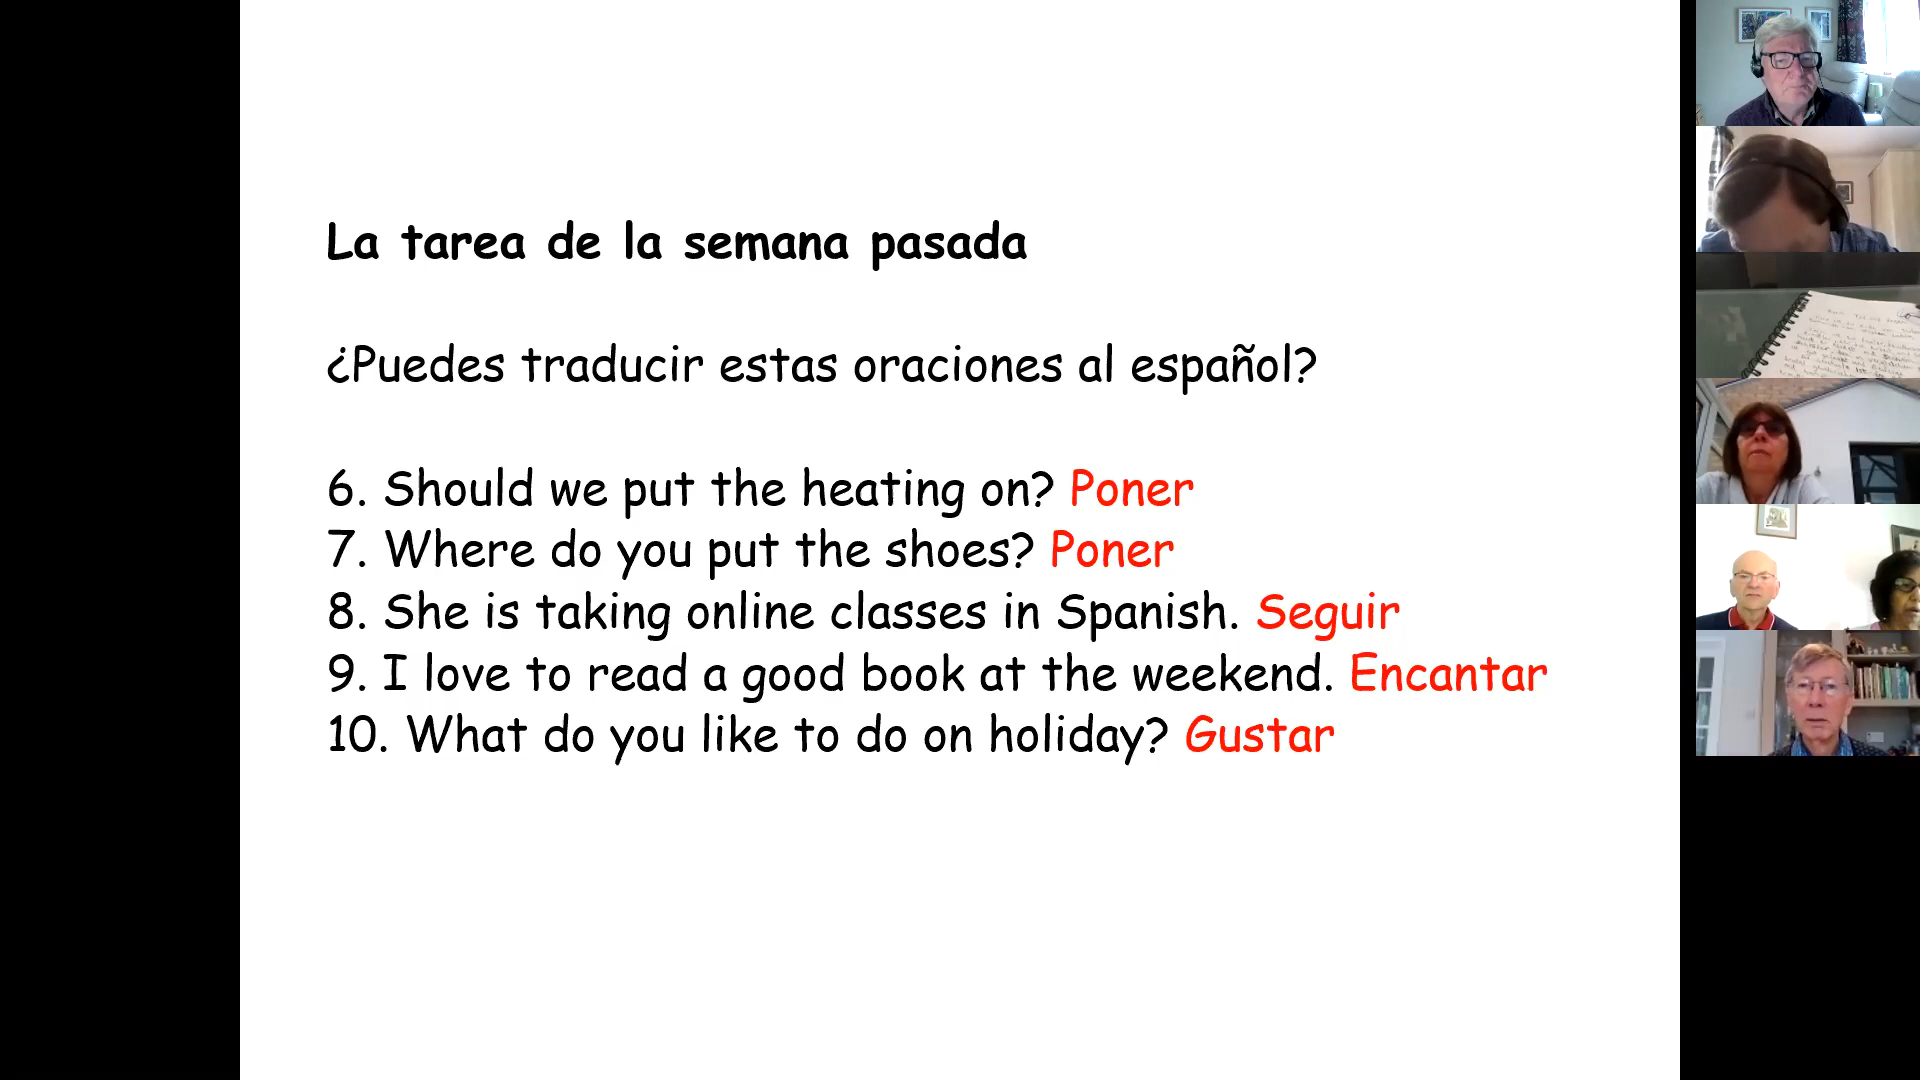 La tarea de la semana pasada
¿Puedes traducir estas oraciones al español?
6. Should we put the heating on? Poner
7. Where do you put the shoes? Poner
8. She is taking online classes in Spanish. Seguir
9. I love to read a good book at the weekend. Encantar
10. What do you like to do on holiday? Gustar